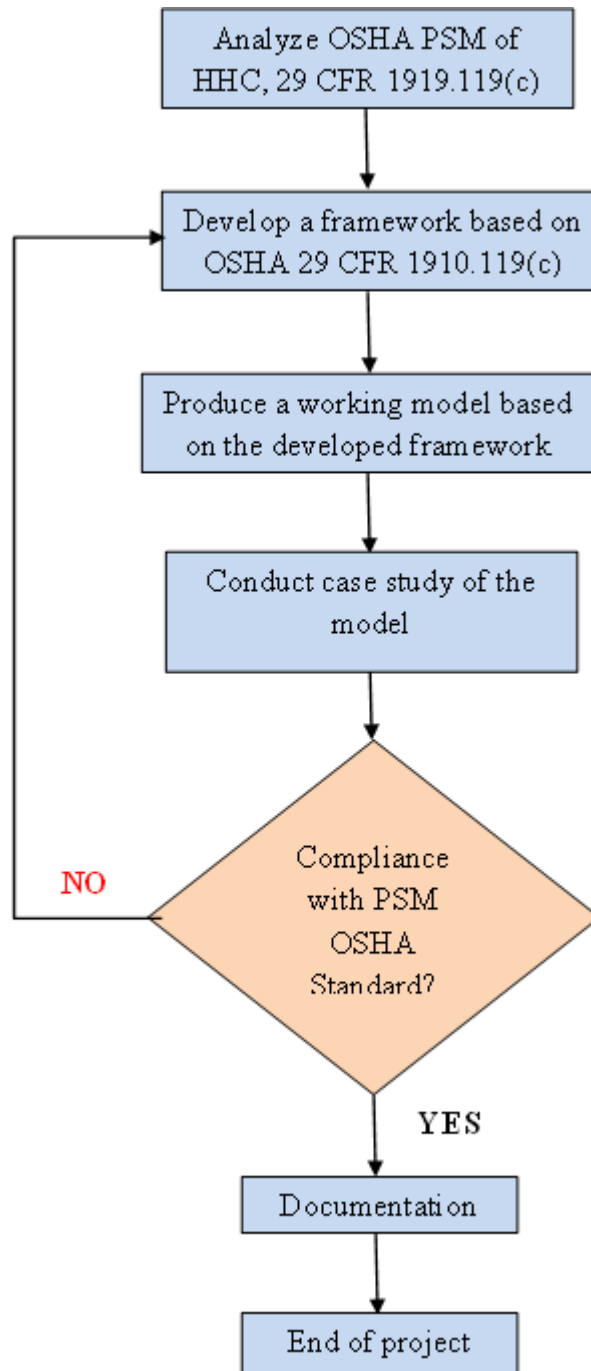 Analyze OSHA PSM of
HHC, 29 CFR 1919.119(c)
Develop a framework based on
OSHA 29 CFR 1910.119(c)
Produce a working model based
on the developed framework
Conduct case study of the
model
Compliance
with PSM
OSHA
Standard?
NO
YES
Documentation
End of project